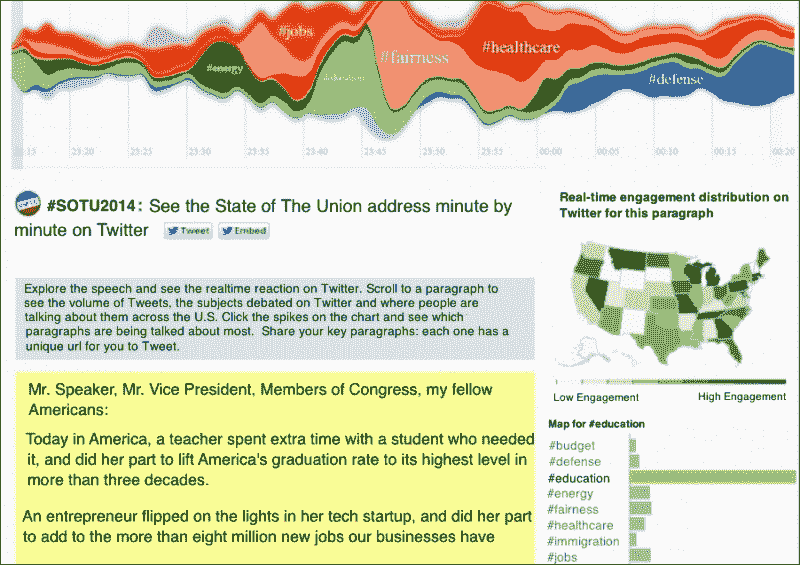 #jobs
#healthcare
#fairness
#energy
#education
#defense
23:15 23:20 23:25 23:30 23:35 23:40 23:45 23:50 23:55 00:00 00:05 00:10 00:15 00:20
#SOTU2014: See the State of The Union address minute by
minute on Twitter Tweet Embed
Explore the speech and see the realtime reaction on Twitter. Scroll to a paragraph to
see the volume of Tweets, the subjects debated on Twitter and where people are
talking about them across the U.S. Click the spikes on the chart and see which
paragraphs are being talked about most. Share your key paragraphs: each one has a
unique url for you to Tweet.
Mr. Speaker, Mr. Vice President, Members of Congress, my fellow
Americans:
Today in America, a teacher spent extra time with a student who needed
it, and did her part to lift America's graduation rate to its highest level in
more than three decades.
An entrepreneur flipped on the lights in her tech startup, and did her part
to add to the more than eight million new jobs our businesses have
Real-time engagement distribution on
Twitter for this paragraph
Low Engagement High Engagement
Map for #education
#budget
#defense
#education
#energy
#fairness
#healthcare
#immigration
#jobs